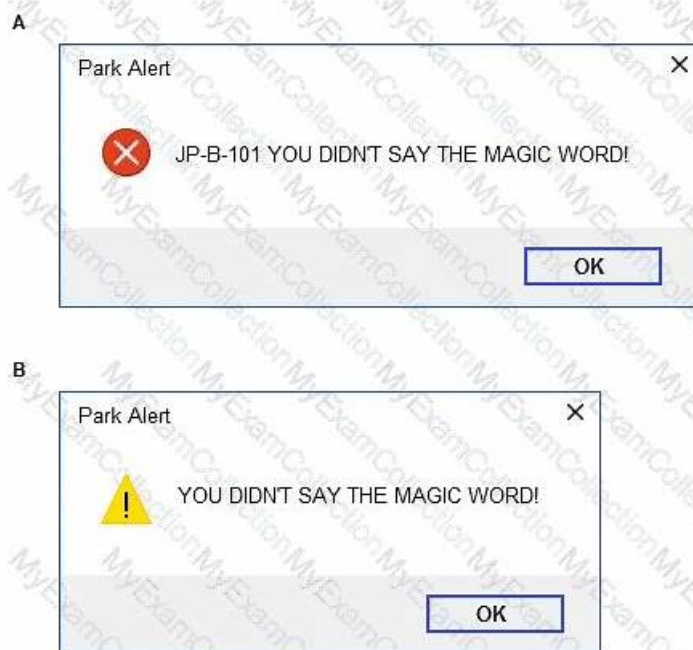 A
Park Alert
JP-B-101 YOU DIDN'T SAY THE MAGIC WORD!
OK
B
Park Alert
YOU DIDN'T SAY THE MAGIC WORD!
OK
MyExamCollection